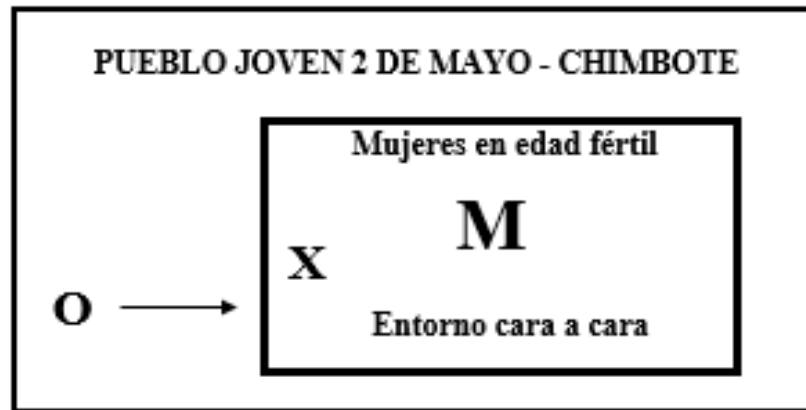 PUEBLO JOVEN 2 DE MAYO - CHIMBOTE
Mujeres en edad fértil
M
X
O
Entorno cara a cara